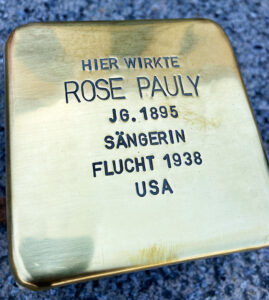 HIER WIRKTE
ROSE PAULY
JG. 1895
SÄNGERIN
FLUCHT 1938
USA